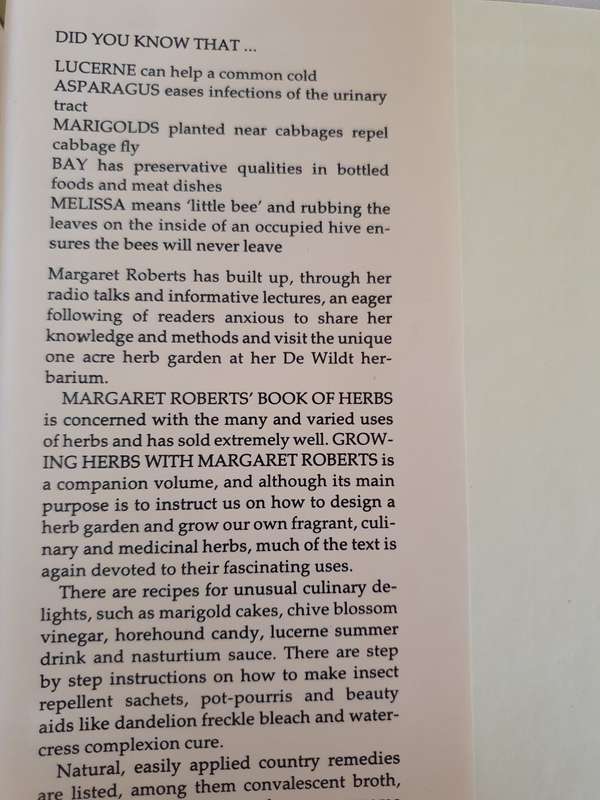 DID YOU KNOW THAT ...
LUCERNE can help a common cold
ASPARAGUS eases infections of the urinary
tract
MARIGOLDS planted near cabbages repel
cabbage fly
BAY has preservative qualities in bottled
foods and meat dishes
MELISSA means ‘little bee’ and rubbing the
leaves on the inside of an occupied hive en-
sures the bees will never leave
Margaret Roberts has built up, through her
radio talks and informative lectures, an eager
following of readers anxious to share her
knowledge and methods and visit the unique
one acre herb garden at her De Wildt her-
barium.
MARGARET ROBERTS’ BOOK OF HERBS
is concerned with the many and varied uses
of herbs and has sold extremely well. GROW-
ING HERBS WITH MARGARET ROBERTS is
a companion volume, and although its main
purpose is to instruct us on how to design a
herb garden and grow our own fragrant, culi-
nary and medicinal herbs, much of the text is
again devoted to their fascinating uses.
There are recipes for unusual culinary de-
lights, such as marigold cakes, chive blossom
vinegar, horehound candy, lucerne summer
drink and nasturtium sauce. There are step
by step instructions on how to make insect
repellent sachets, pot-pourris and beauty
aids like dandelion freckle bleach and water-
cress complexion cure.
Natural, easily applied country remedies
are listed, among them convalescent broth,